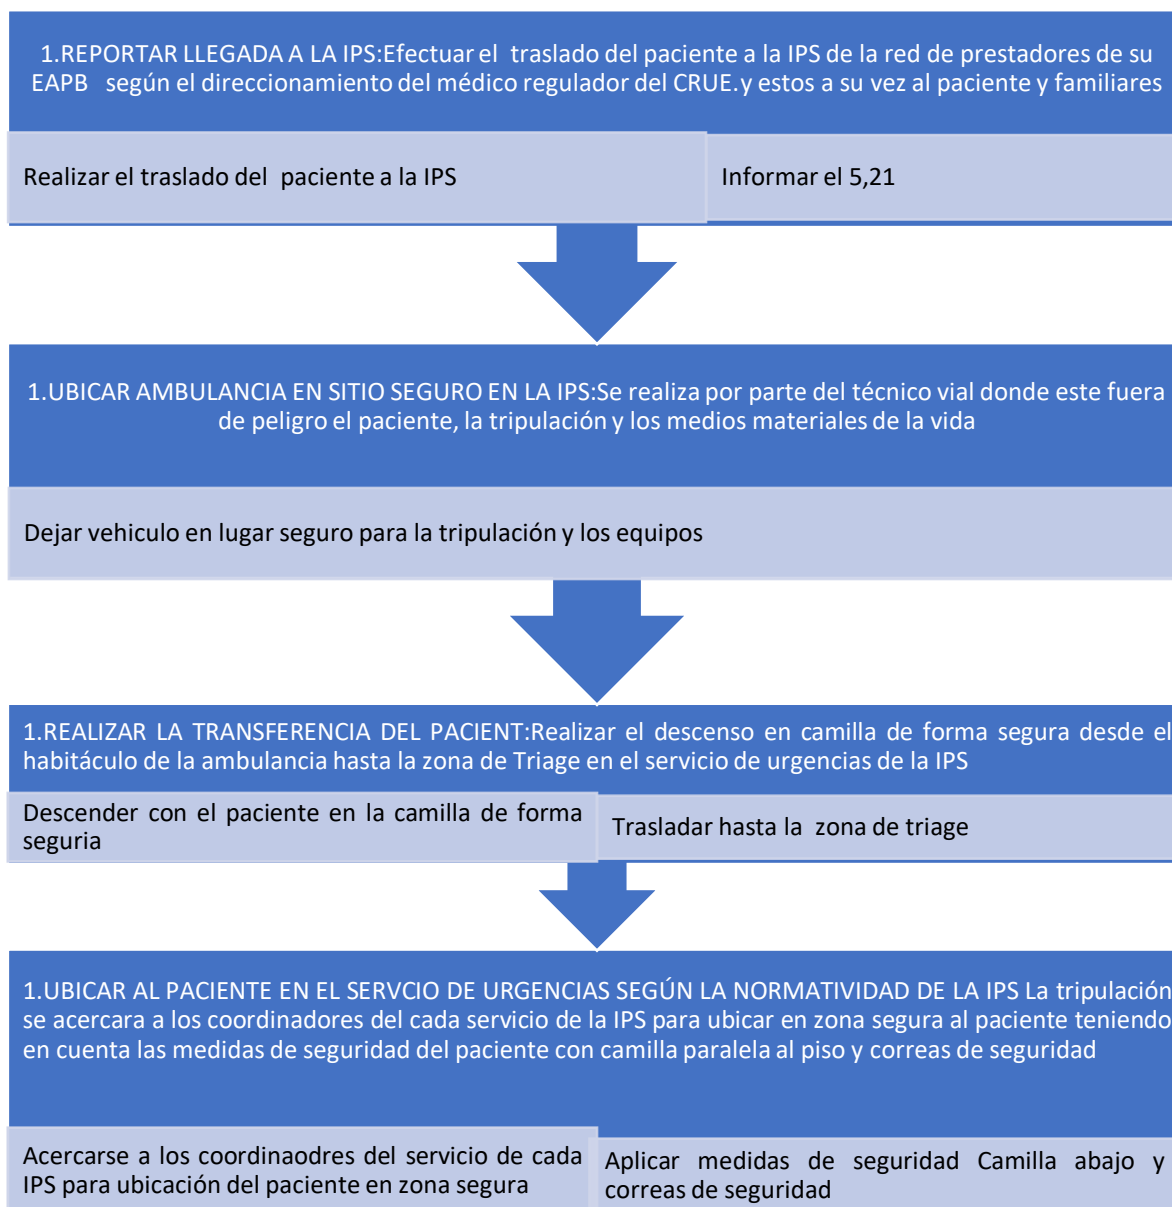 1.REPORTAR LLEGADA A LA IPS:Efectuar el traslado del paciente a la IPS de la red de prestadores de su
EAPB según el direccionamiento del médico regulador del CRUE.y estos a su vez al paciente y familiares
Realizar el traslado del paciente a la IPS
Informar el 5,21
1.UBICAR AMBULANCIA EN SITIO SEGURO EN LA IPS:Se realiza por parte del técnico vial donde este fuera
de peligro el paciente, la tripulación y los medios materiales de la vida
Dejar vehiculo en lugar seguro para la tripulación y los equipos
1.REALIZAR LA TRANSFERENCIA DEL PACIENT:Realizar el descenso en camilla de forma segura desde el
habitáculo de la ambulancia hasta la zona de Triage en el servicio de urgencias de la IPS
Descender con el paciente en la camilla de forma
seguria
Trasladar hasta la zona de triage
1.UBICAR AL PACIENTE EN EL SERVCIO DE URGENCIAS SEGÚN LA NORMATIVIDAD DE LA IPS La tripulación
se acercara a los coordinadores del cada servicio de la IPS para ubicar en zona segura al paciente teniendo
en cuenta las medidas de seguridad del paciente con camilla paralela al piso y correas de seguridad
Acercarse a los coordinaodres del servicio de cada
IPS para ubicación del paciente en zona segura
Aplicar medidas de seguridad Camilla abajo y
correas de seguridad